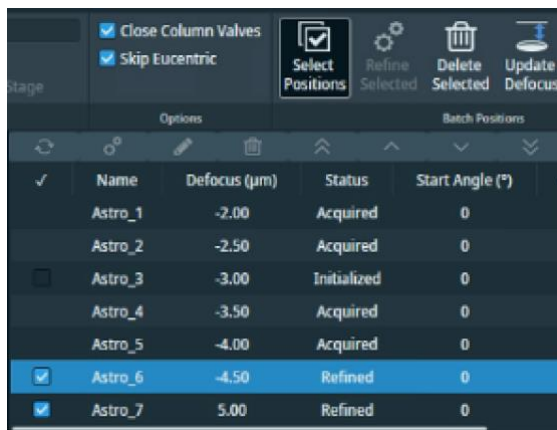 Close Column Valves
Skip Eucentric
Stage
Select Positions
Refine Selected
Delete Selected
Update Defocus
Options
Batch Positions
✓ Name Defocus (µm) Status Start Angle (°)
Astro_1 -2.00 Acquired 0
Astro_2 -2.50 Acquired 0
Astro_3 -3.00 Initialized 0
Astro_4 -3.50 Acquired 0
Astro_5 -4.00 Acquired 0
Astro_6 -4.50 Refined 0
Astro_7 5.00 Refined 0